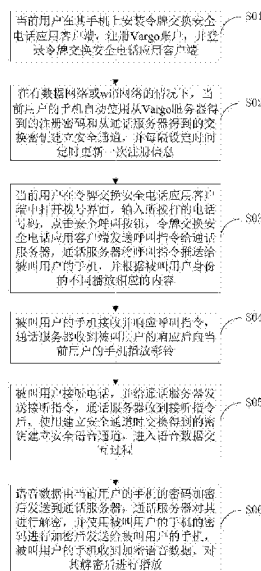 当前用户在其手机上安装令牌交换安全
电话应用客户端，注册Vargo账户，并登
录令牌交换安全电话应用客户端
S01
在有数据网络或wifi网络的情况下，当
前用户的手机自动使用从Vargo服务器得
到的注册密码和从通话服务器得到的交
换密钥建立安全通道，并每隔设定时间
定时更新一次注册信息
S02
当前用户在令牌交换安全电话应用客户
端中打开拨号界面，输入所拨打的电话
号码，点击安全呼叫按钮，令牌交换安
全电话应用客户端发送呼叫指令给通话
服务器，通话服务器将呼叫指令推送给
被叫用户的手机，并根据被叫用户身份
的不同播放相应的内容
S03
被叫用户的手机接收并响应呼叫指令，
通话服务器收到被叫用户的响应后向当
前用户的手机播放彩铃
S04
被叫用户接听电话，并给通话服务器发
送接听指令，通话服务器收到接听指令
后，使用建立安全通道时交换得到的密
钥建立安全语音通道，进入语音数据交
互过程
S05
语音数据由当前用户的手机的密码加密
后发送到通话服务器，通话服务器对其
进行解密，并使用被叫用户的手机的密
码进行加密后发送给被叫用户的手机，
被叫用户的手机收到加密语音数据，对
其解密后进行播放
S06